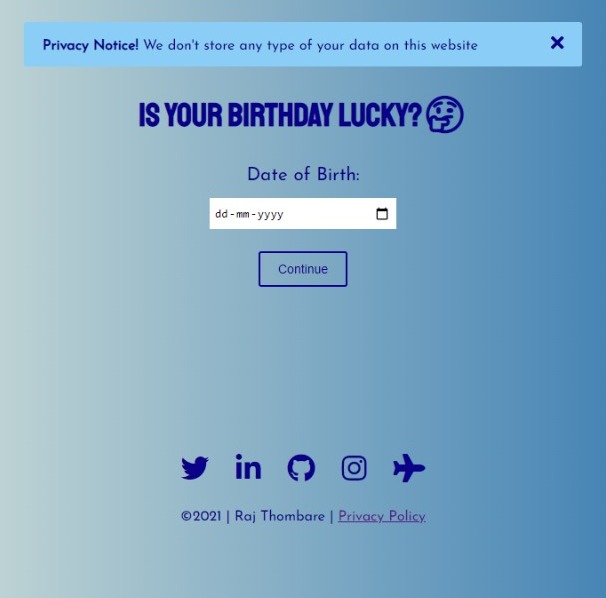 Privacy Notice! We don't store any type of your data on this website
IS YOUR BIRTHDAY LUCKY?
Date of Birth:
dd-mm-yyyy
Continue
©2021 | Raj Thombare | Privacy Policy